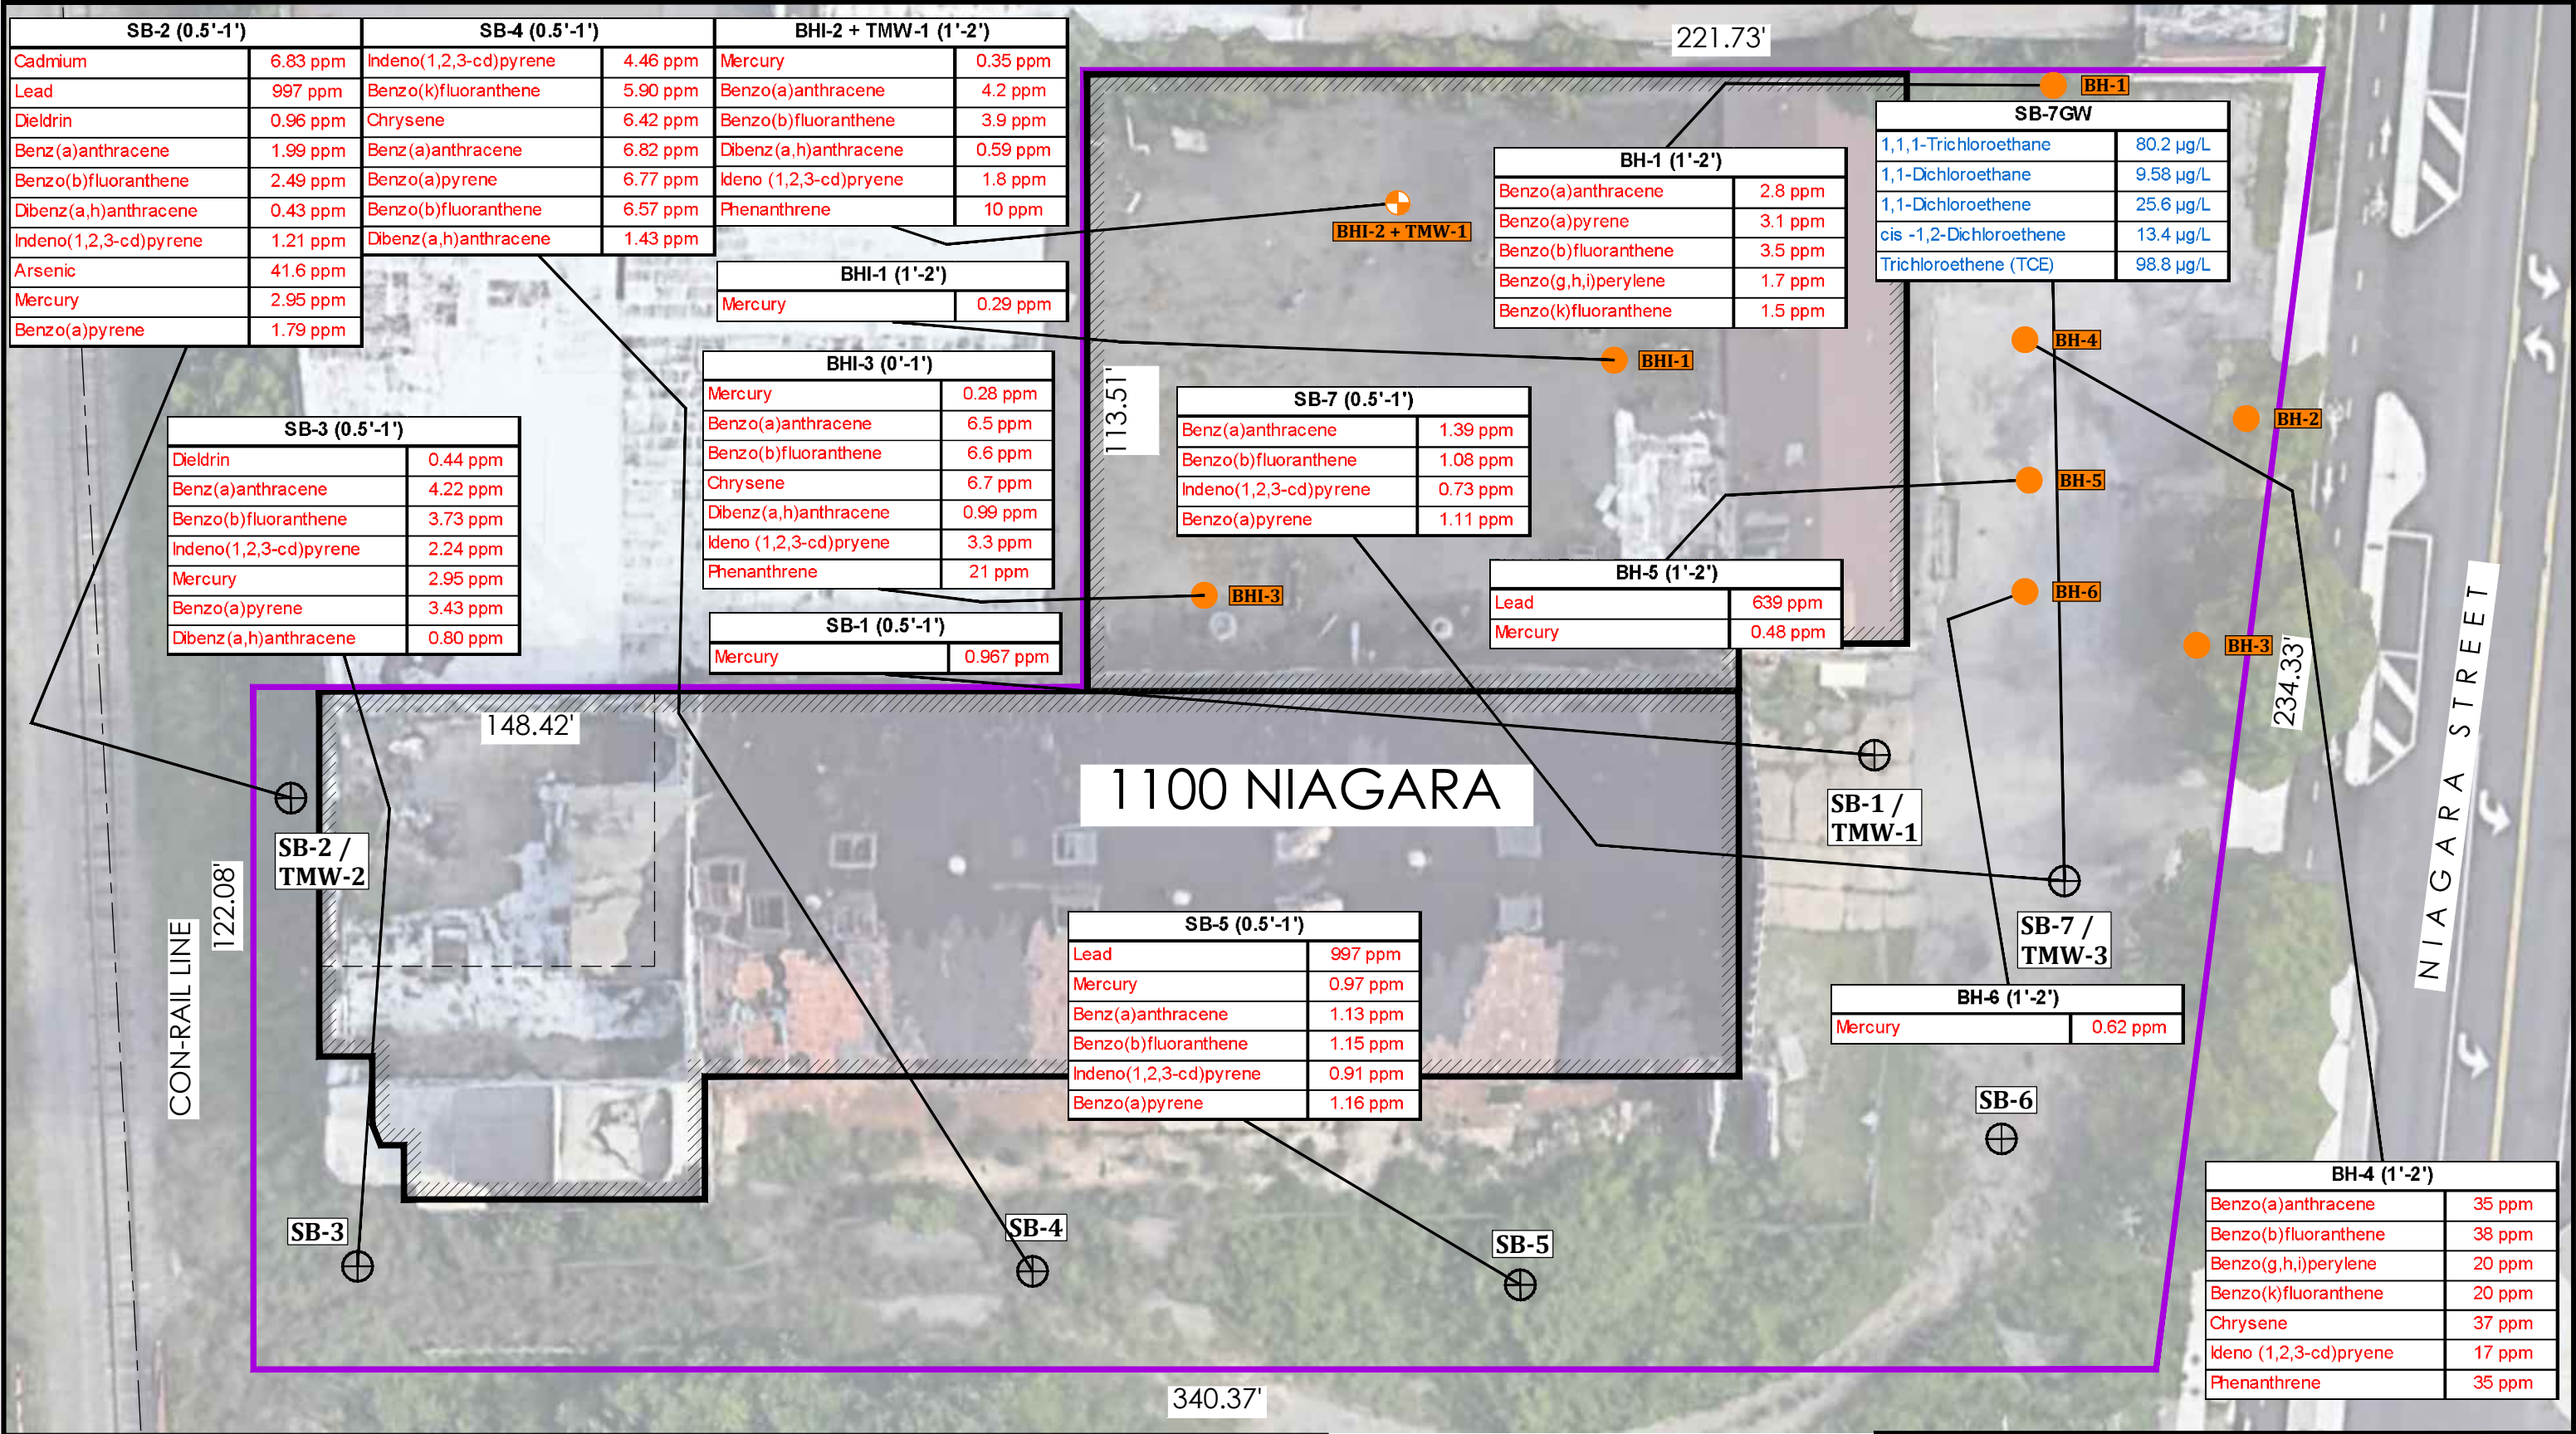 SB-2 (0.5'-1')
Cadmium 6.83 ppm
Lead 997 ppm
Dieldrin 0.96 ppm
Benz(a)anthracene 1.99 ppm
Benzo(b)fluoranthene 2.49 ppm
Dibenz(a,h)anthracene 0.43 ppm
Indeno(1,2,3-cd)pyrene 1.21 ppm
Arsenic 41.6 ppm
Mercury 2.95 ppm
Benzo(a)pyrene 1.79 ppm
SB-4 (0.5'-1')
Indeno(1,2,3-cd)pyrene 4.46 ppm
Benzo(k)fluoranthene 5.90 ppm
Chrysene 6.42 ppm
Benz(a)anthracene 6.82 ppm
Benzo(a)pyrene 6.77 ppm
Benzo(b)fluoranthene 6.57 ppm
Dibenz(a,h)anthracene 1.43 ppm
BHI-2 + TMW-1 (1'-2')
Mercury 0.35 ppm
Benzo(a)anthracene 4.2 ppm
Benzo(b)fluoranthene 3.9 ppm
Dibenz(a,h)anthracene 0.59 ppm
Ideno (1,2,3-cd)pryene 1.8 ppm
Phenanthrene 10 ppm
BHI-1 (1'-2')
Mercury 0.29 ppm
BHI-3 (0'-1')
Mercury 0.28 ppm
Benzo(a)anthracene 6.5 ppm
Benzo(b)fluoranthene 6.6 ppm
Chrysene 6.7 ppm
Dibenz(a,h)anthracene 0.99 ppm
Ideno (1,2,3-cd)pryene 3.3 ppm
Phenanthrene 21 ppm
SB-1 (0.5'-1')
Mercury 0.967 ppm
SB-3 (0.5'-1')
Dieldrin 0.44 ppm
Benz(a)anthracene 4.22 ppm
Benzo(b)fluoranthene 3.73 ppm
Indeno(1,2,3-cd)pyrene 2.24 ppm
Mercury 2.95 ppm
Benzo(a)pyrene 3.43 ppm
Dibenz(a,h)anthracene 0.80 ppm
221.73'
BH-1
BH-1 (1'-2')
Benzo(a)anthracene 2.8 ppm
Benzo(a)pyrene 3.1 ppm
Benzo(b)fluoranthene 3.5 ppm
Benzo(g,h,i)perylene 1.7 ppm
Benzo(k)fluoranthene 1.5 ppm
SB-7GW
1,1,1-Trichloroethane 80.2 µg/L
1,1-Dichloroethane 9.58 µg/L
1,1-Dichloroethene 25.6 µg/L
cis -1,2-Dichloroethene 13.4 µg/L
Trichloroethene (TCE) 98.8 µg/L
BHI-2 + TMW-1
BHI-1
BH-4
BH-2
113.51'
SB-7 (0.5'-1')
Benz(a)anthracene 1.39 ppm
Benzo(b)fluoranthene 1.08 ppm
Indeno(1,2,3-cd)pyrene 0.73 ppm
Benzo(a)pyrene 1.11 ppm
BH-5
BH-5 (1'-2')
Lead 639 ppm
Mercury 0.48 ppm
BHI-3
BH-6
BH-3
234.33'
NIAGARA STREET
148.42'
1100 NIAGARA
SB-1 /
TMW-1
SB-2 /
TMW-2
122.08'
CON-RAIL LINE
SB-7 /
TMW-3
SB-5 (0.5'-1')
Lead 997 ppm
Mercury 0.97 ppm
Benz(a)anthracene 1.13 ppm
Benzo(b)fluoranthene 1.15 ppm
Indeno(1,2,3-cd)pyrene 0.91 ppm
Benzo(a)pyrene 1.16 ppm
BH-6 (1'-2')
Mercury 0.62 ppm
SB-6
SB-3
SB-4
SB-5
BH-4 (1'-2')
Benzo(a)anthracene 35 ppm
Benzo(b)fluoranthene 38 ppm
Benzo(g,h,i)perylene 20 ppm
Benzo(k)fluoranthene 20 ppm
Chrysene 37 ppm
Ideno (1,2,3-cd)pryene 17 ppm
Phenanthrene 35 ppm
340.37'